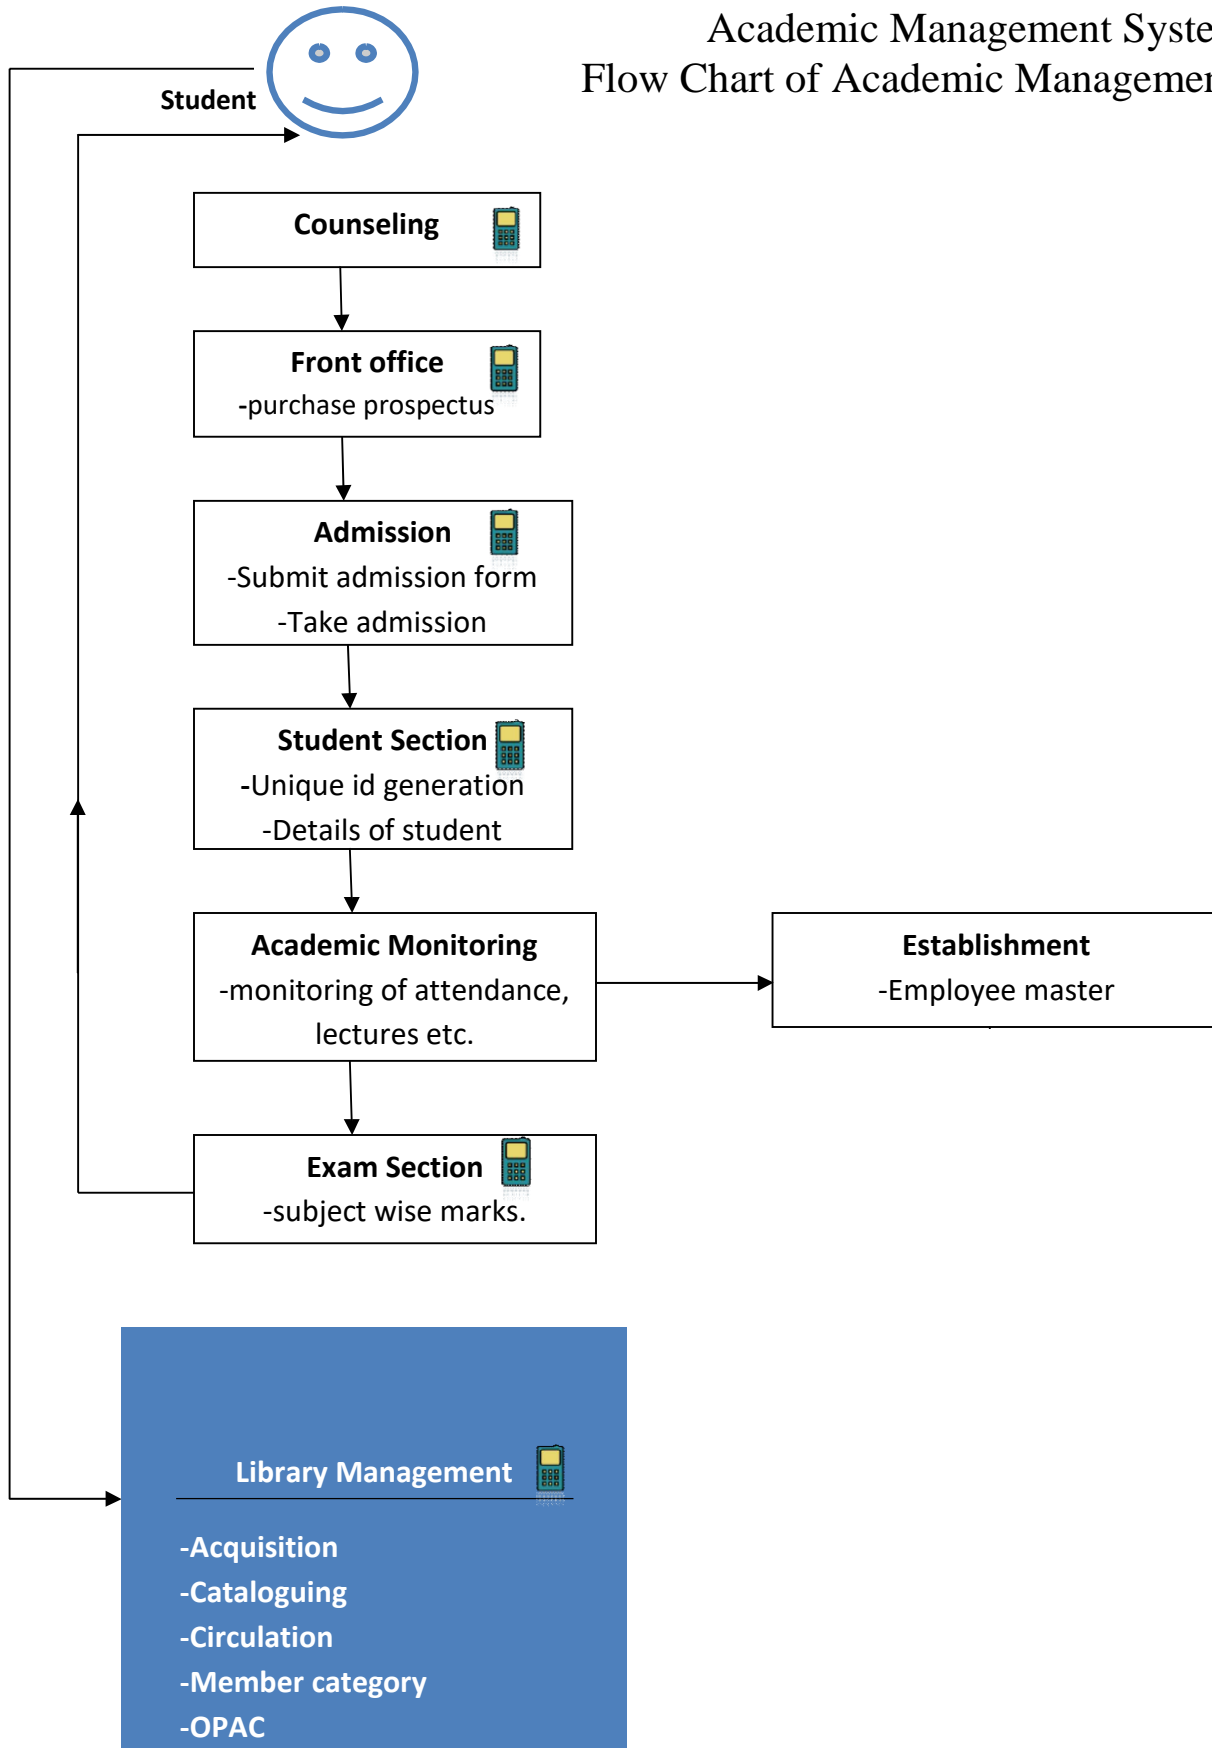 Academic Management Syste
Flow Chart of Academic Managemen
Student
Counseling
Front office
-purchase prospectus
Admission
-Submit admission form
-Take admission
Student Section
-Unique id generation
-Details of student
Academic Monitoring
-monitoring of attendance,
lectures etc.
Establishment
-Employee master
Exam Section
-subject wise marks.
Library Management
-Acquisition
-Cataloguing
-Circulation
-Member category
-OPAC